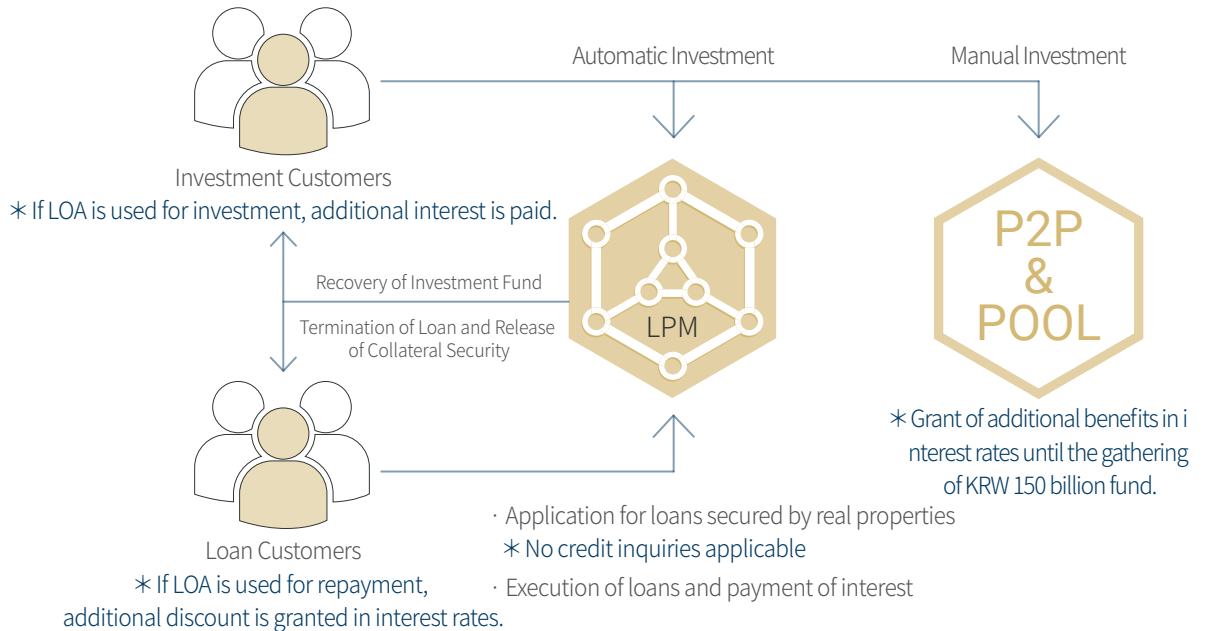 Automatic Investment
Manual Investment
Investment Customers
* If LOA is used for investment, additional interest is paid.
Recovery of Investment Fund
Termination of Loan and Release
of Collateral Security
LPM
P2P
&
POOL
* Grant of additional benefits in i
nterest rates until the gathering
of KRW 150 billion fund.
Loan Customers
* If LOA is used for repayment,
additional discount is granted in interest rates.
· Application for loans secured by real properties
* No credit inquiries applicable
· Execution of loans and payment of interest